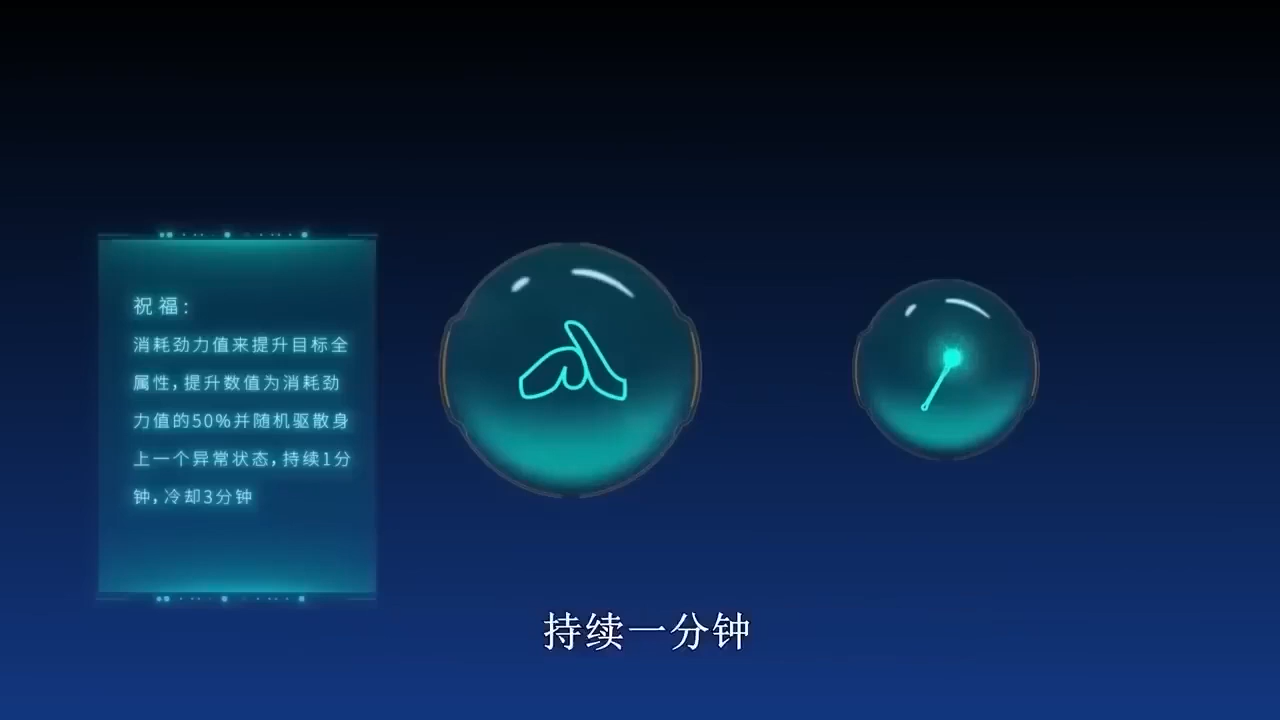 祝福:
消耗劲力值来提升目标全
属性,提升数值为消耗劲
力值的50%并随机驱散身
上一个异常状态,持续1分
钟,冷却3分钟
持续一分钟